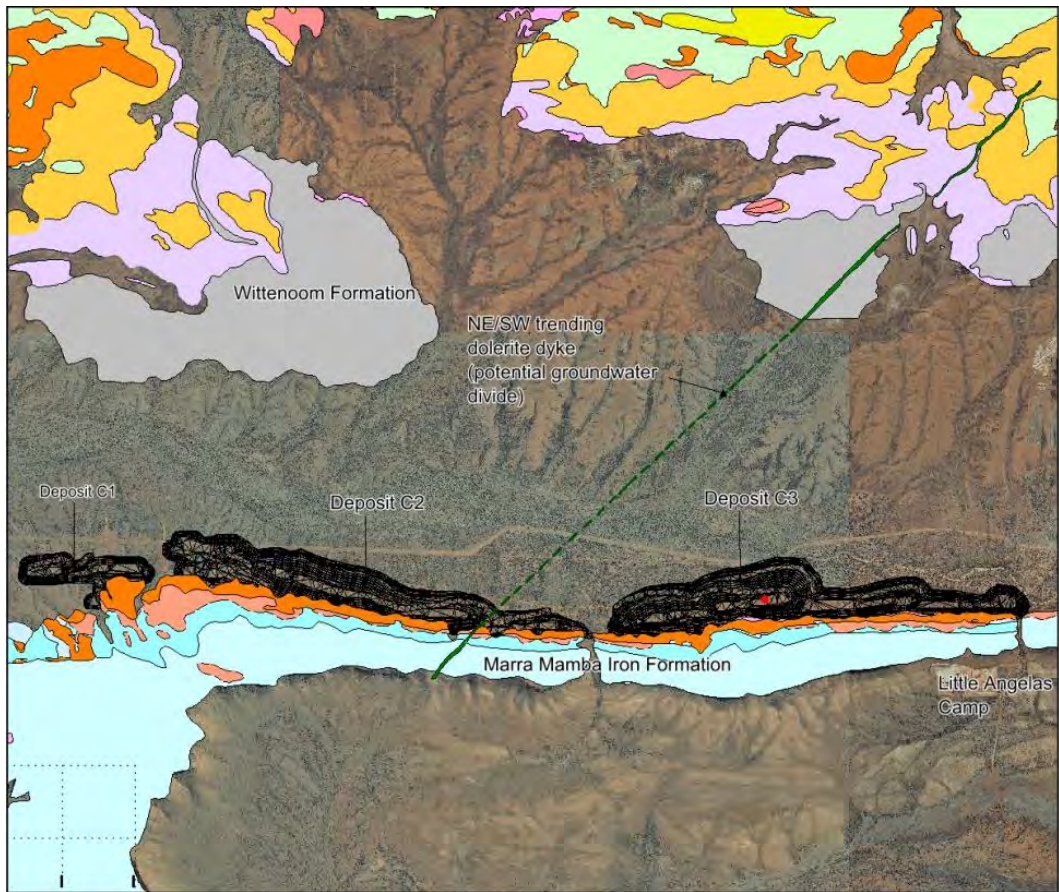 Wittenoom Formation
NE/SW trending
dolerite dyke
(potential groundwater
divide)
Deposit C1
Deposit C2
Deposit C3
Marra Mamba Iron Formation
Little Angelas
Camp